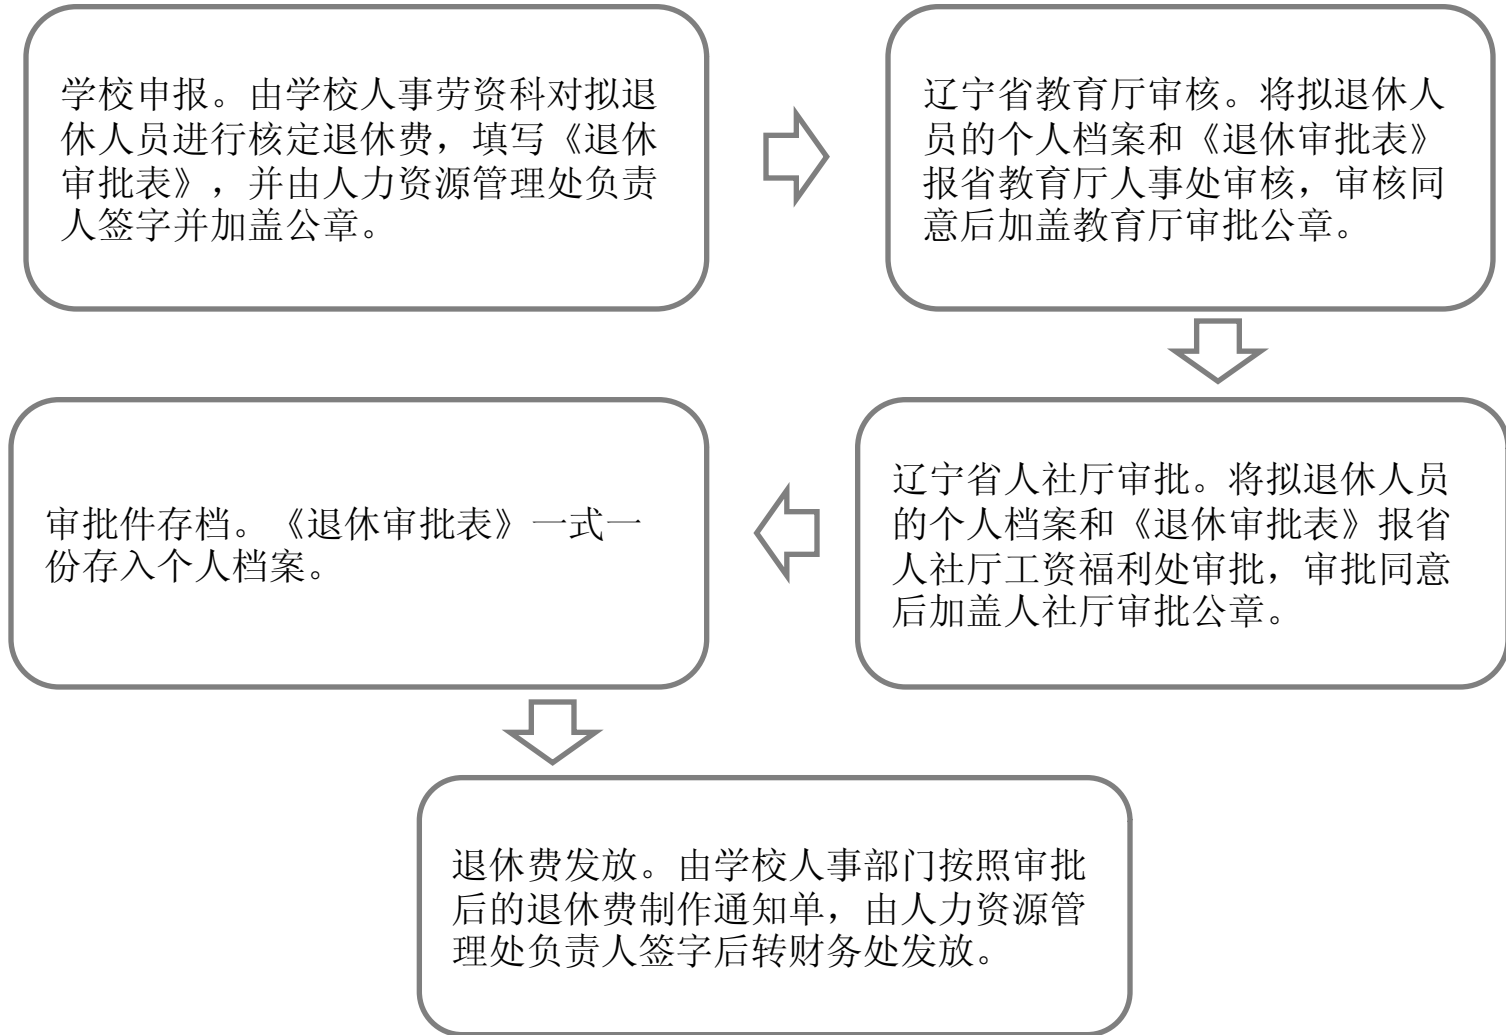 学校申报。由学校人事劳资科对拟退
休人员进行核定退休费，填写《退休
审批表》，并由人力资源管理处负责
人签字并加盖公章。
辽宁省教育厅审核。将拟退休人
员的个人档案和《退休审批表》
报省教育厅人事处审核，审核同
意后加盖教育厅审批公章。
辽宁省人社厅审批。将拟退休人员
的个人档案和《退休审批表》报省
人社厅工资福利处审批，审批同意
后加盖人社厅审批公章。
审批件存档。《退休审批表》一式一
份存入个人档案。
退休费发放。由学校人事部门按照审批
后的退休费制作通知单，由人力资源管
理处负责人签字后转财务处发放。